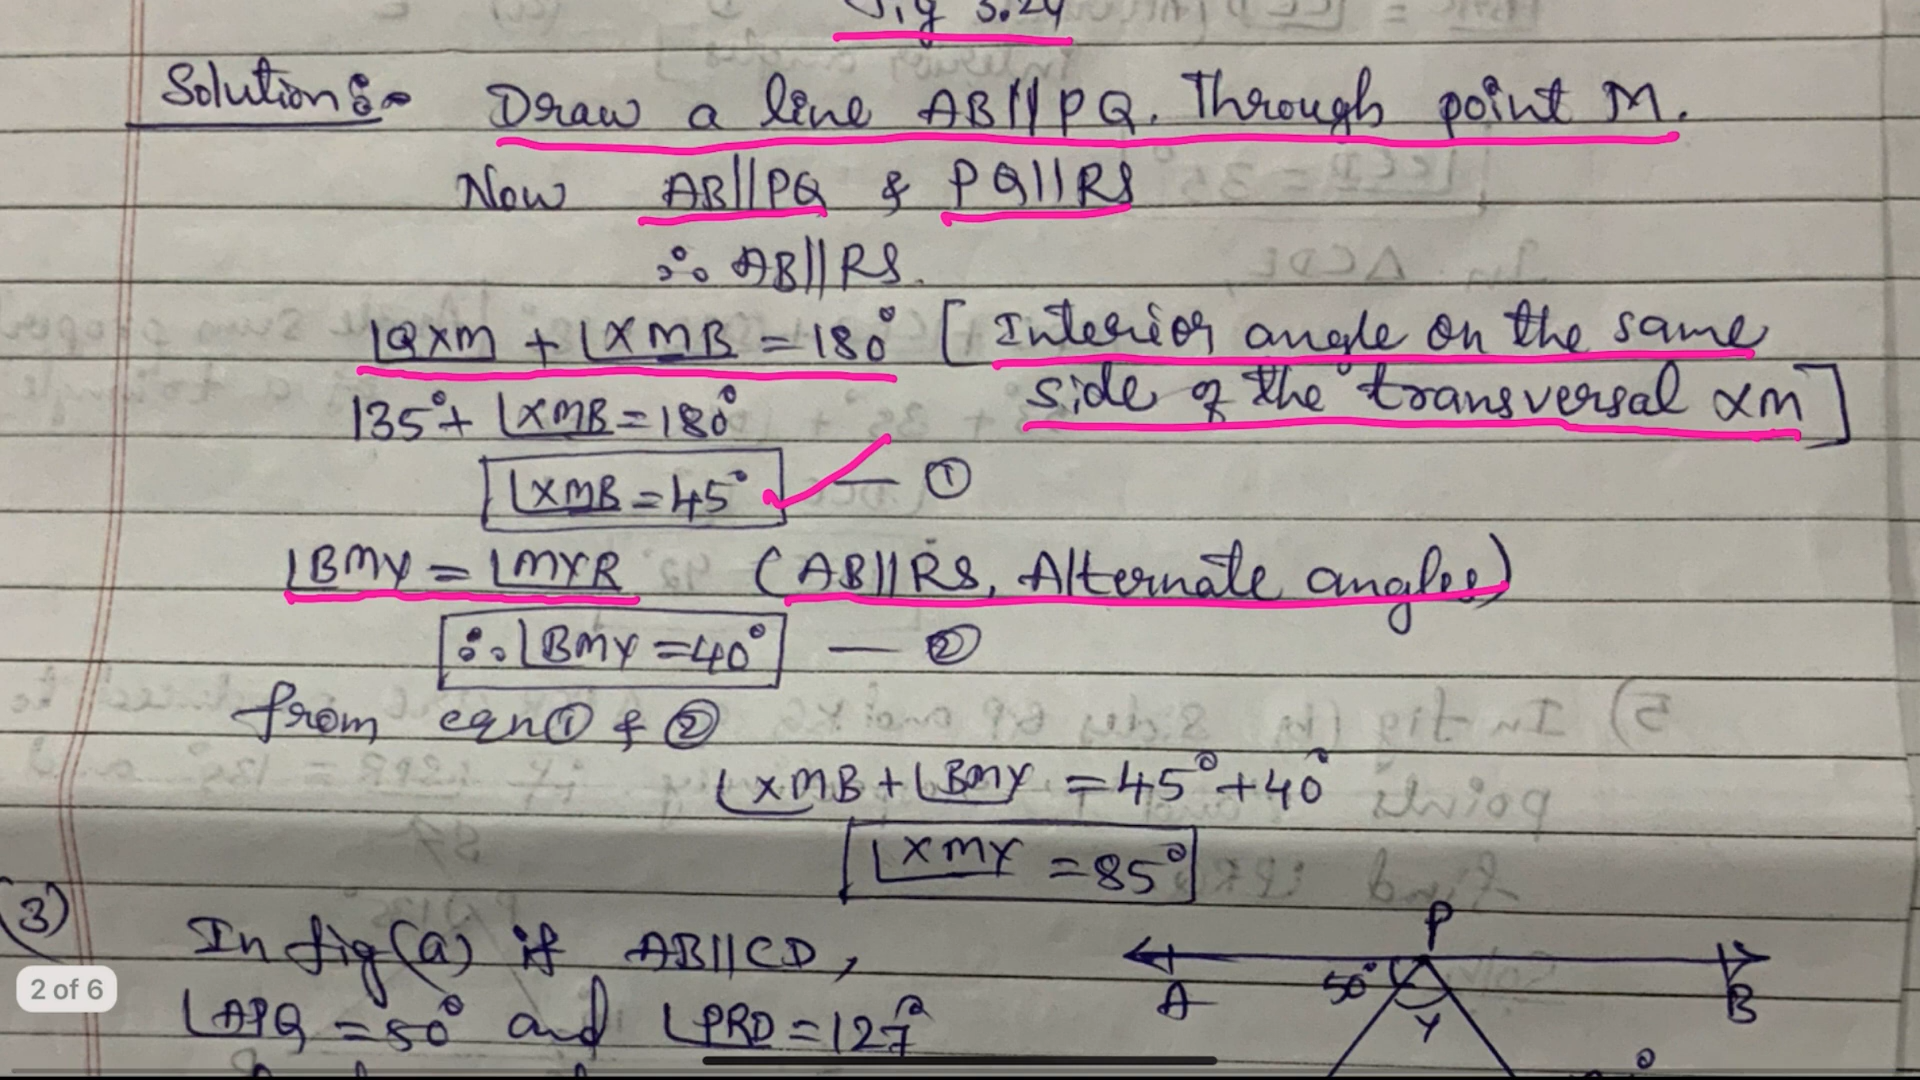 Fig 3.24
Solution:- Draw a line AB||PQ. Through point M.
Now AB||PQ & PQ||RS
∴ AB||RS.
∠QXM + ∠XMB = 180° [Interior angle on the same
side of the transversal XM]
135° + ∠XMB = 180°
∠XMB = 45° — ①
∠BMY = ∠MYR (AB||RS, Alternate angles)
∴ ∠BMY = 40° — ②
from eqn ① & ②
∠XMB + ∠BMY = 45° + 40°
∠XMY = 85°
(3) In fig (a) if AB||CD,
∠APQ = 50° and ∠PRD = 127°
P
50°
A
Y
B
2 of 6